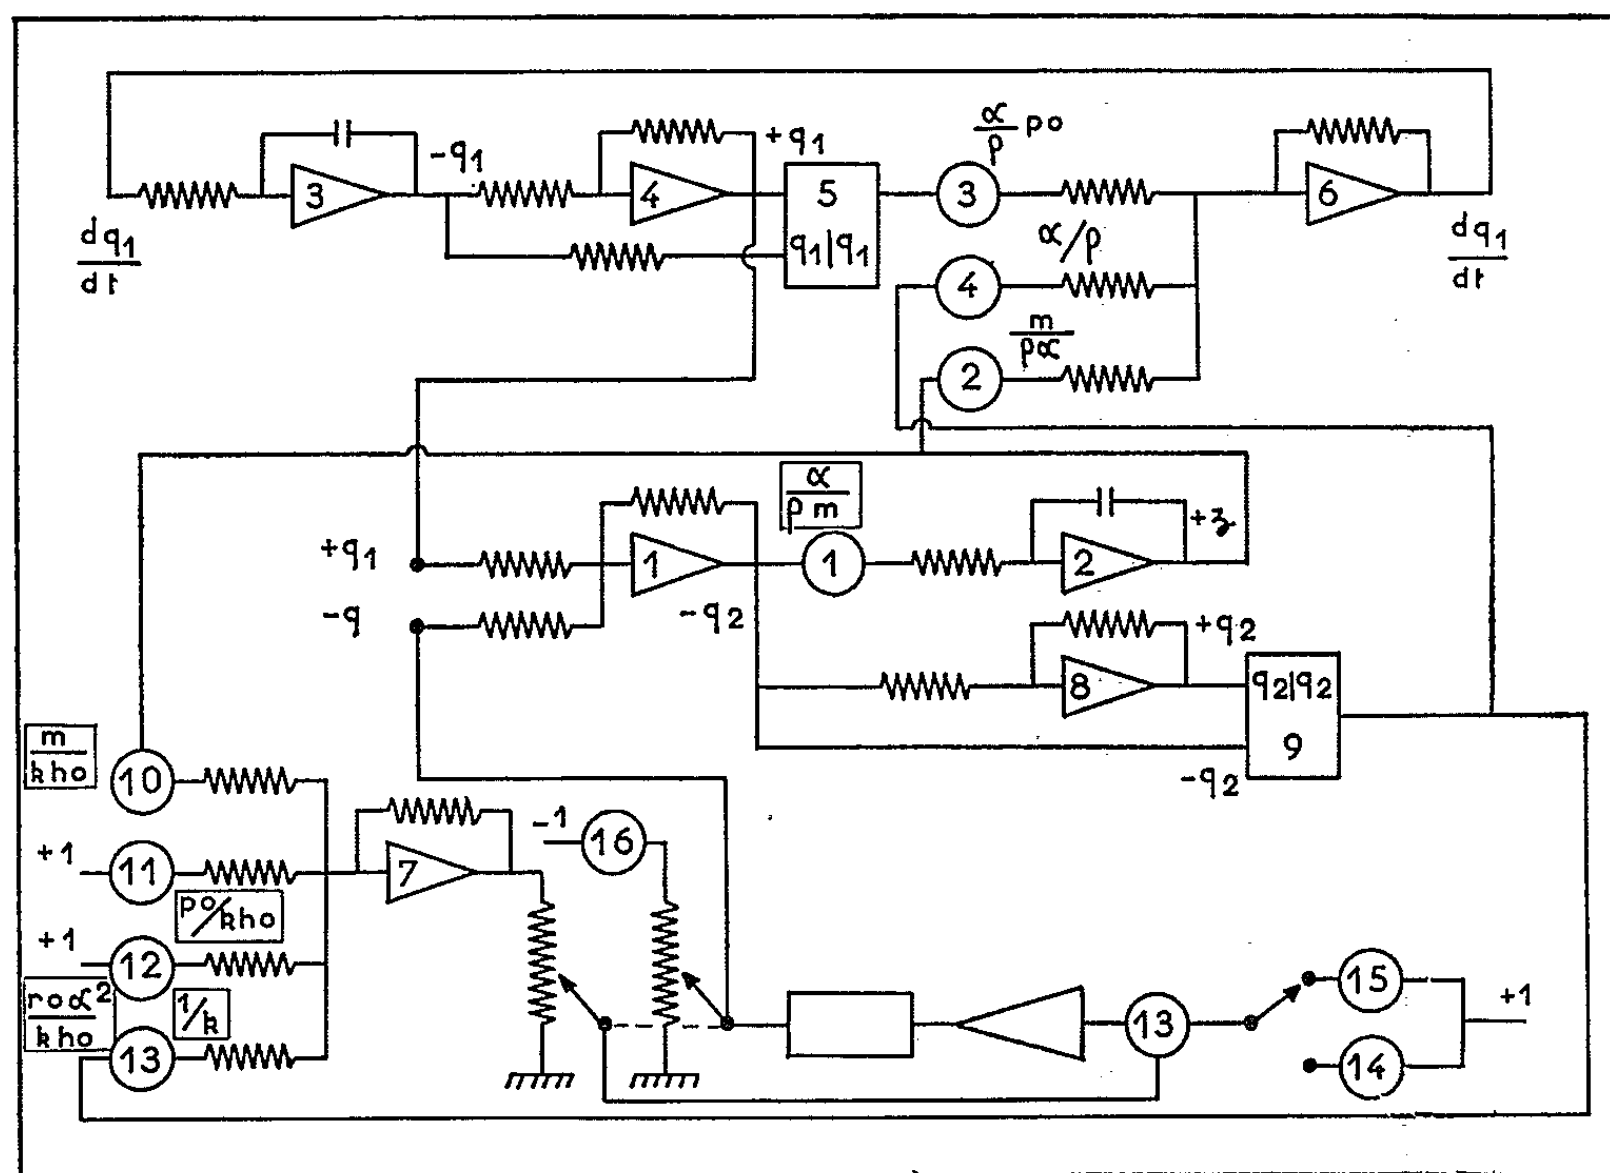 α/p po
-q1
+q1
3
4
5
q1|q1
3
6
dq1/dt
α/p
4
dq1/dt
m/pα
2
α/pm
+z
+q1
1
1
2
-q
-q2
+q2
8
q2|q2
9
-q2
m/kho
10
-1
16
+1
11
7
po/kho
+1
12
roα²/kho
1/k
13
13
15
+1
14